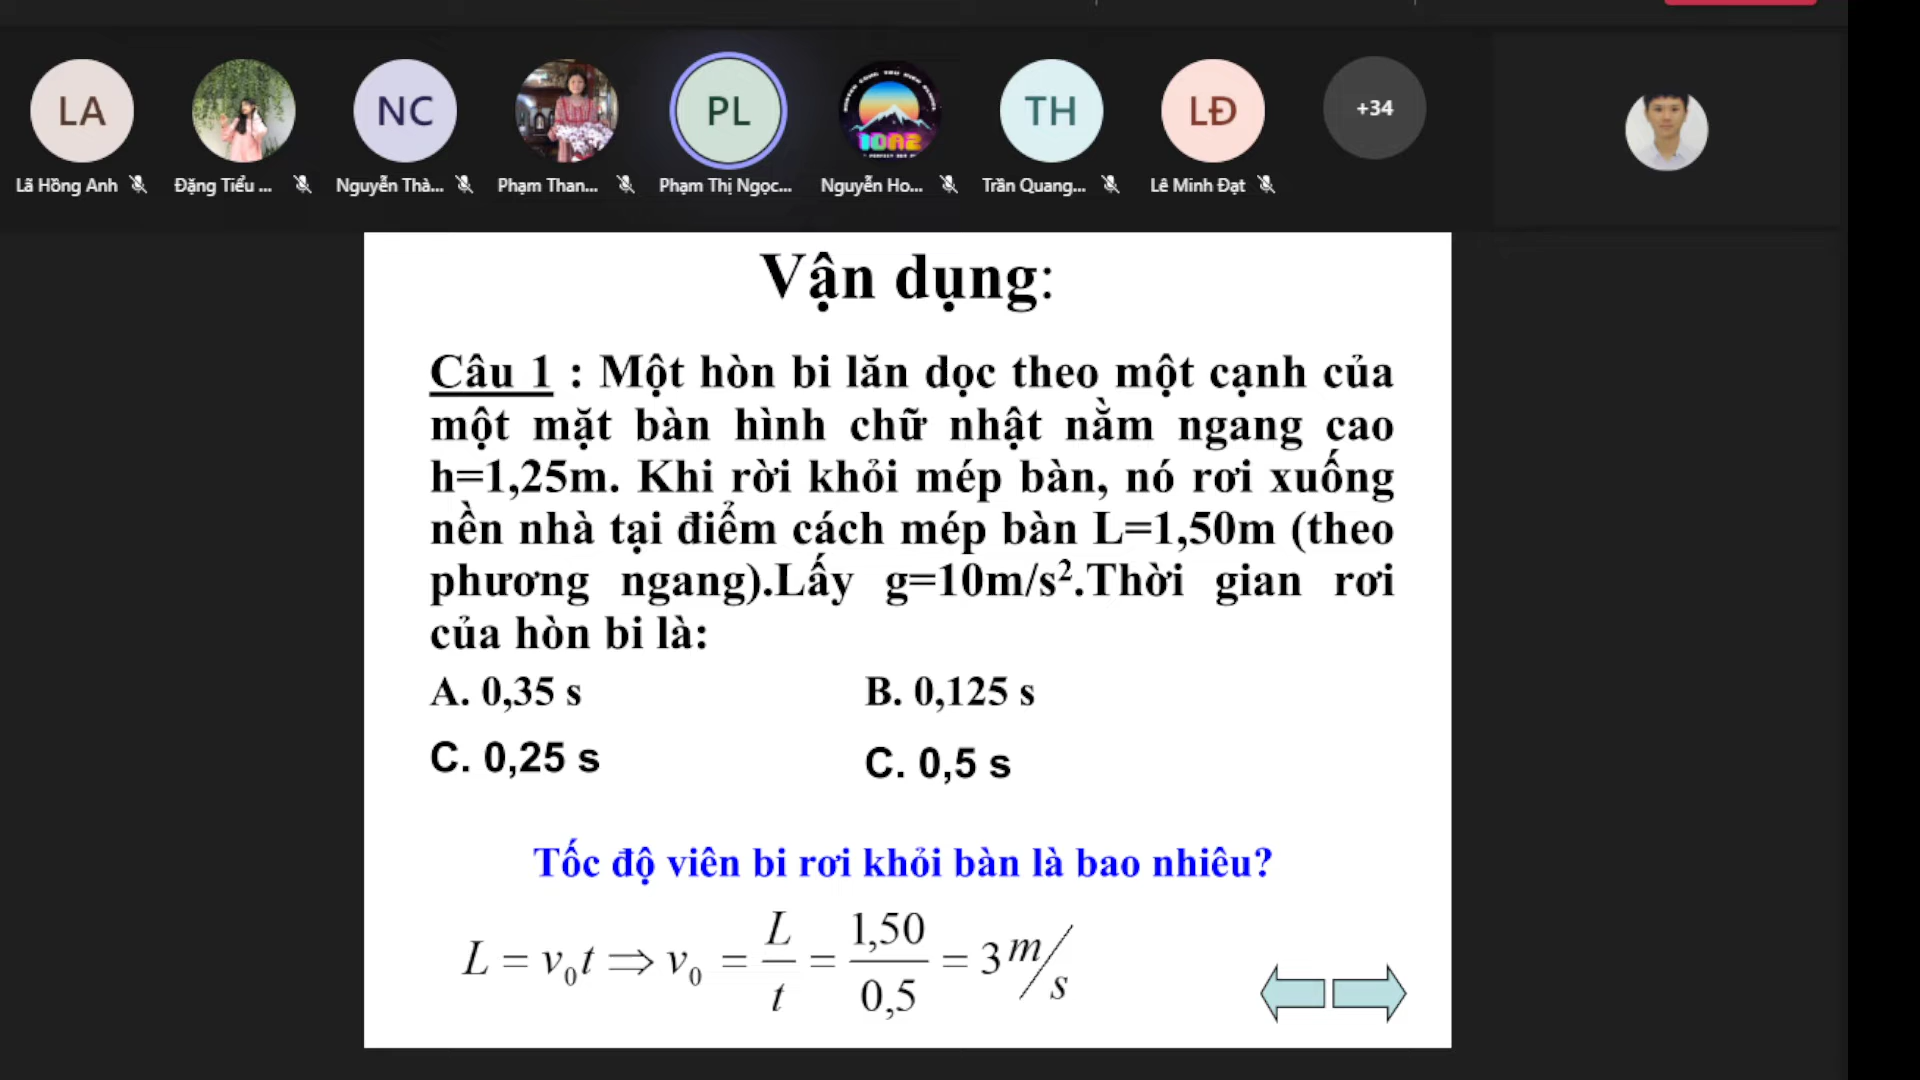 LA
NC
PL
10A2
TH
LĐ
+34
Lã Hồng Anh
Đặng Tiểu ...
Nguyễn Thà...
Phạm Than...
Phạm Thị Ngọc...
Nguyễn Ho...
Trần Quang...
Lê Minh Đạt
Vận dụng:
Câu 1 : Một hòn bi lăn dọc theo một cạnh của
một mặt bàn hình chữ nhật nằm ngang cao
h=1,25m. Khi rời khỏi mép bàn, nó rơi xuống
nền nhà tại điểm cách mép bàn L=1,50m (theo
phương ngang).Lấy g=10m/s².Thời gian rơi
của hòn bi là:
A. 0,35 s
B. 0,125 s
C. 0,25 s
C. 0,5 s
Tốc độ viên bi rơi khỏi bàn là bao nhiêu?
L = v₀t ⇒ v₀ = L/t = 1,50/0,5 = 3 m/s